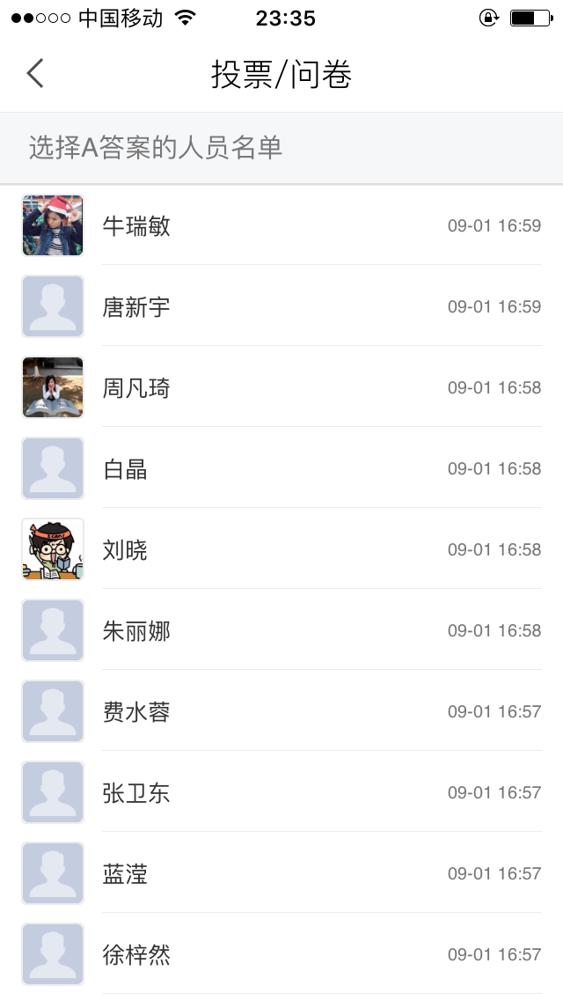 中国移动 23:35
投票/问卷
选择A答案的人员名单
牛瑞敏 09-01 16:59
唐新宇 09-01 16:59
周凡琦 09-01 16:58
白晶 09-01 16:58
刘晓 09-01 16:58
朱丽娜 09-01 16:58
费水蓉 09-01 16:57
张卫东 09-01 16:57
蓝滢 09-01 16:57
徐梓然 09-01 16:57